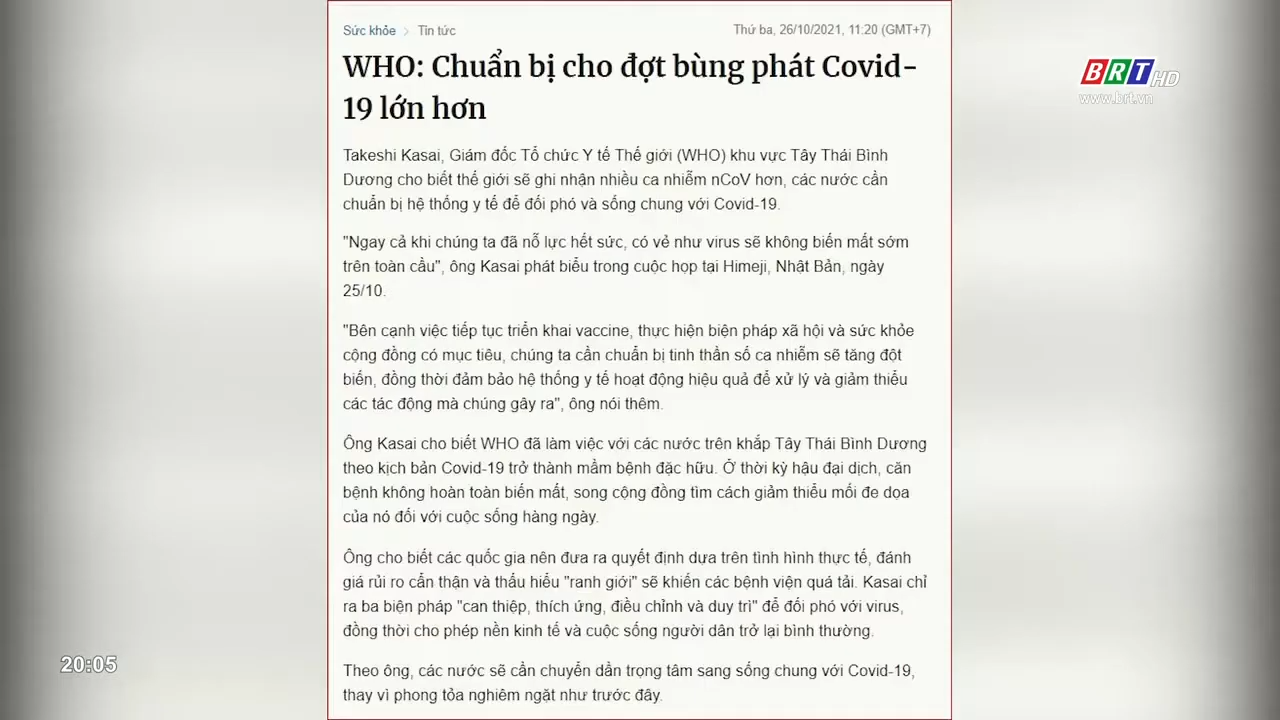 Sức khỏe > Tin tức
Thứ ba, 26/10/2021, 11:20 (GMT+7)
WHO: Chuẩn bị cho đợt bùng phát Covid-
19 lớn hơn
BRTHD
www.brt.vn
Takeshi Kasai, Giám đốc Tổ chức Y tế Thế giới (WHO) khu vực Tây Thái Bình
Dương cho biết thế giới sẽ ghi nhận nhiều ca nhiễm nCoV hơn, các nước cần
chuẩn bị hệ thống y tế để đối phó và sống chung với Covid-19.
"Ngay cả khi chúng ta đã nỗ lực hết sức, có vẻ như virus sẽ không biến mất sớm
trên toàn cầu", ông Kasai phát biểu trong cuộc họp tại Himeji, Nhật Bản, ngày
25/10.
"Bên cạnh việc tiếp tục triển khai vaccine, thực hiện biện pháp xã hội và sức khỏe
cộng đồng có mục tiêu, chúng ta cần chuẩn bị tinh thần số ca nhiễm sẽ tăng đột
biến, đồng thời đảm bảo hệ thống y tế hoạt động hiệu quả để xử lý và giảm thiểu
các tác động mà chúng gây ra", ông nói thêm.
Ông Kasai cho biết WHO đã làm việc với các nước trên khắp Tây Thái Bình Dương
theo kịch bản Covid-19 trở thành mầm bệnh đặc hữu. Ở thời kỳ hậu đại dịch, căn
bệnh không hoàn toàn biến mất, song cộng đồng tìm cách giảm thiểu mối đe dọa
của nó đối với cuộc sống hàng ngày.
Ông cho biết các quốc gia nên đưa ra quyết định dựa trên tình hình thực tế, đánh
giá rủi ro cẩn thận và thấu hiểu "ranh giới" sẽ khiến các bệnh viện quá tải. Kasai chỉ
ra ba biện pháp "can thiệp, thích ứng, điều chỉnh và duy trì" để đối phó với virus,
đồng thời cho phép nền kinh tế và cuộc sống người dân trở lại bình thường.
Theo ông, các nước sẽ cần chuyển dần trọng tâm sang sống chung với Covid-19,
thay vì phong tỏa nghiêm ngặt như trước đây.
20:05